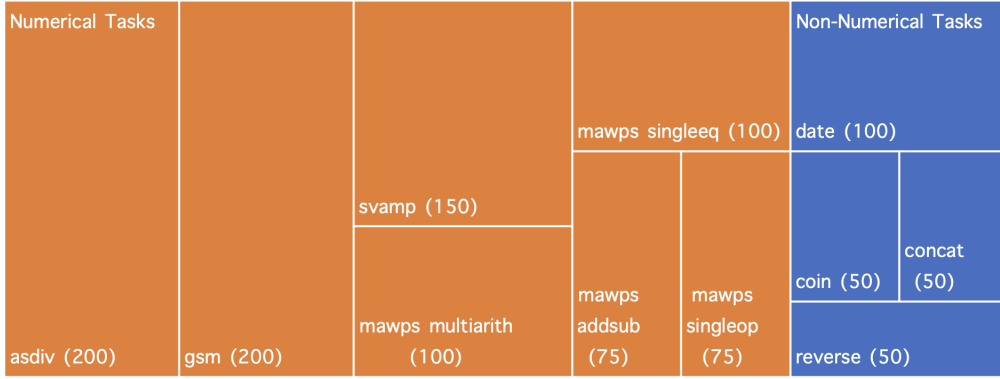 Numerical Tasks
asdiv (200)
gsm (200)
svamp (150)
mawps multiarith
(100)
mawps singleeq (100)
mawps
addsub
(75)
mawps
singleop
(75)
Non-Numerical Tasks
date (100)
coin (50)
concat
(50)
reverse (50)